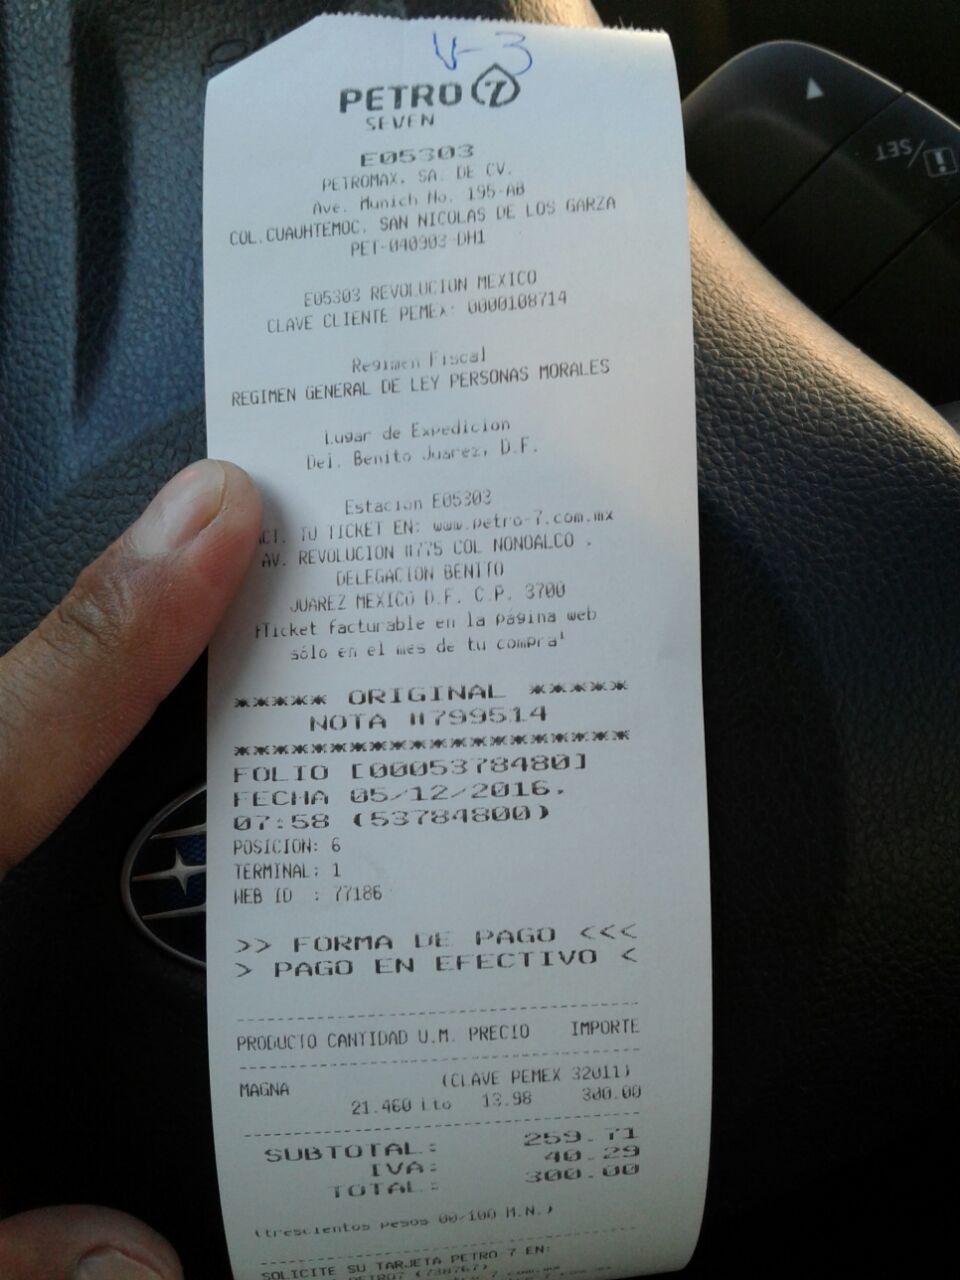 V-3
PETRO 7
SEVEN
E05303
PETROMAX, SA. DE CV.
Ave. Munich No. 195-AB
COL.CUAUHTEMOC, SAN NICOLAS DE LOS GARZA
PET-040903-DH1
E05303 REVOLUCION MEXICO
CLAVE CLIENTE PEMEX: 0000108714
Regimen Fiscal
REGIMEN GENERAL DE LEY PERSONAS MORALES
Lugar de Expedicion
Del. Benito Juarez, D.F.
Estacion E05303
TU TICKET EN: www.petro-7.com.mx
AV. REVOLUCION #775 COL NONOALCO .
DELEGACION BENITO
JUAREZ MEXICO D.F. C.P. 3700
Ticket facturable en la página web
sólo en el mes de tu compra
***** ORIGINAL *****
NOTA #799514
*********************
FOLIO [0005378480]
FECHA 05/12/2016.
07:58 (53784800)
POSICION: 6
TERMINAL: 1
WEB ID : 77186
>> FORMA DE PAGO <<<
> PAGO EN EFECTIVO <
PRODUCTO CANTIDAD U.M. PRECIO IMPORTE
MAGNA (CLAVE PEMEX 32011)
21.460 Lto 13.98 300.00
SUBTOTAL: 259.71
IVA: 40.29
TOTAL: 300.00
(trescientos pesos 00/100 M.N.)
SOLICITE SU TARJETA PETRO 7 EN:
PETRO7 (738767)
/SET